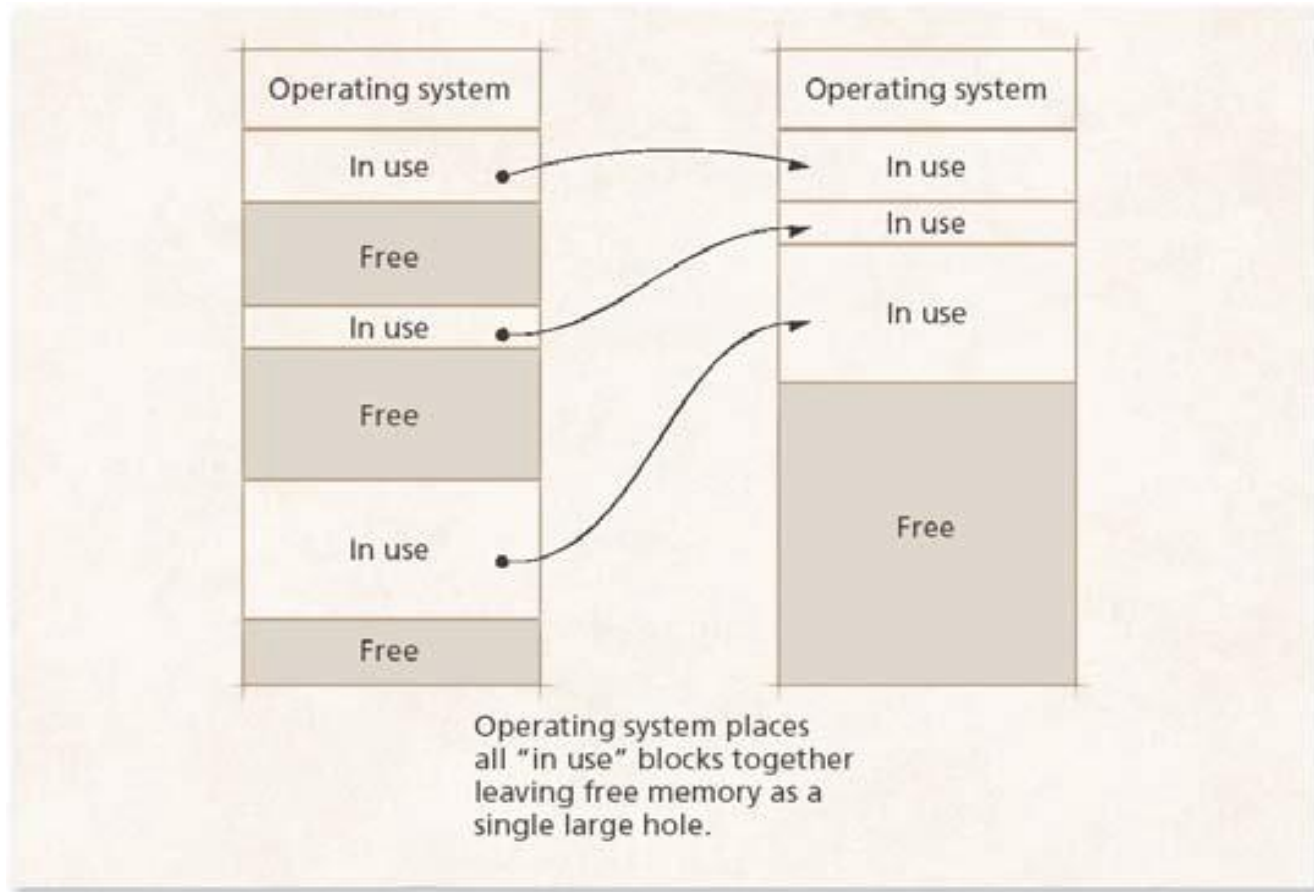 Operating system
In use
Free
In use
Free
In use
Free
Operating system
In use
In use
In use
Free
Operating system places
all “in use” blocks together
leaving free memory as a
single large hole.